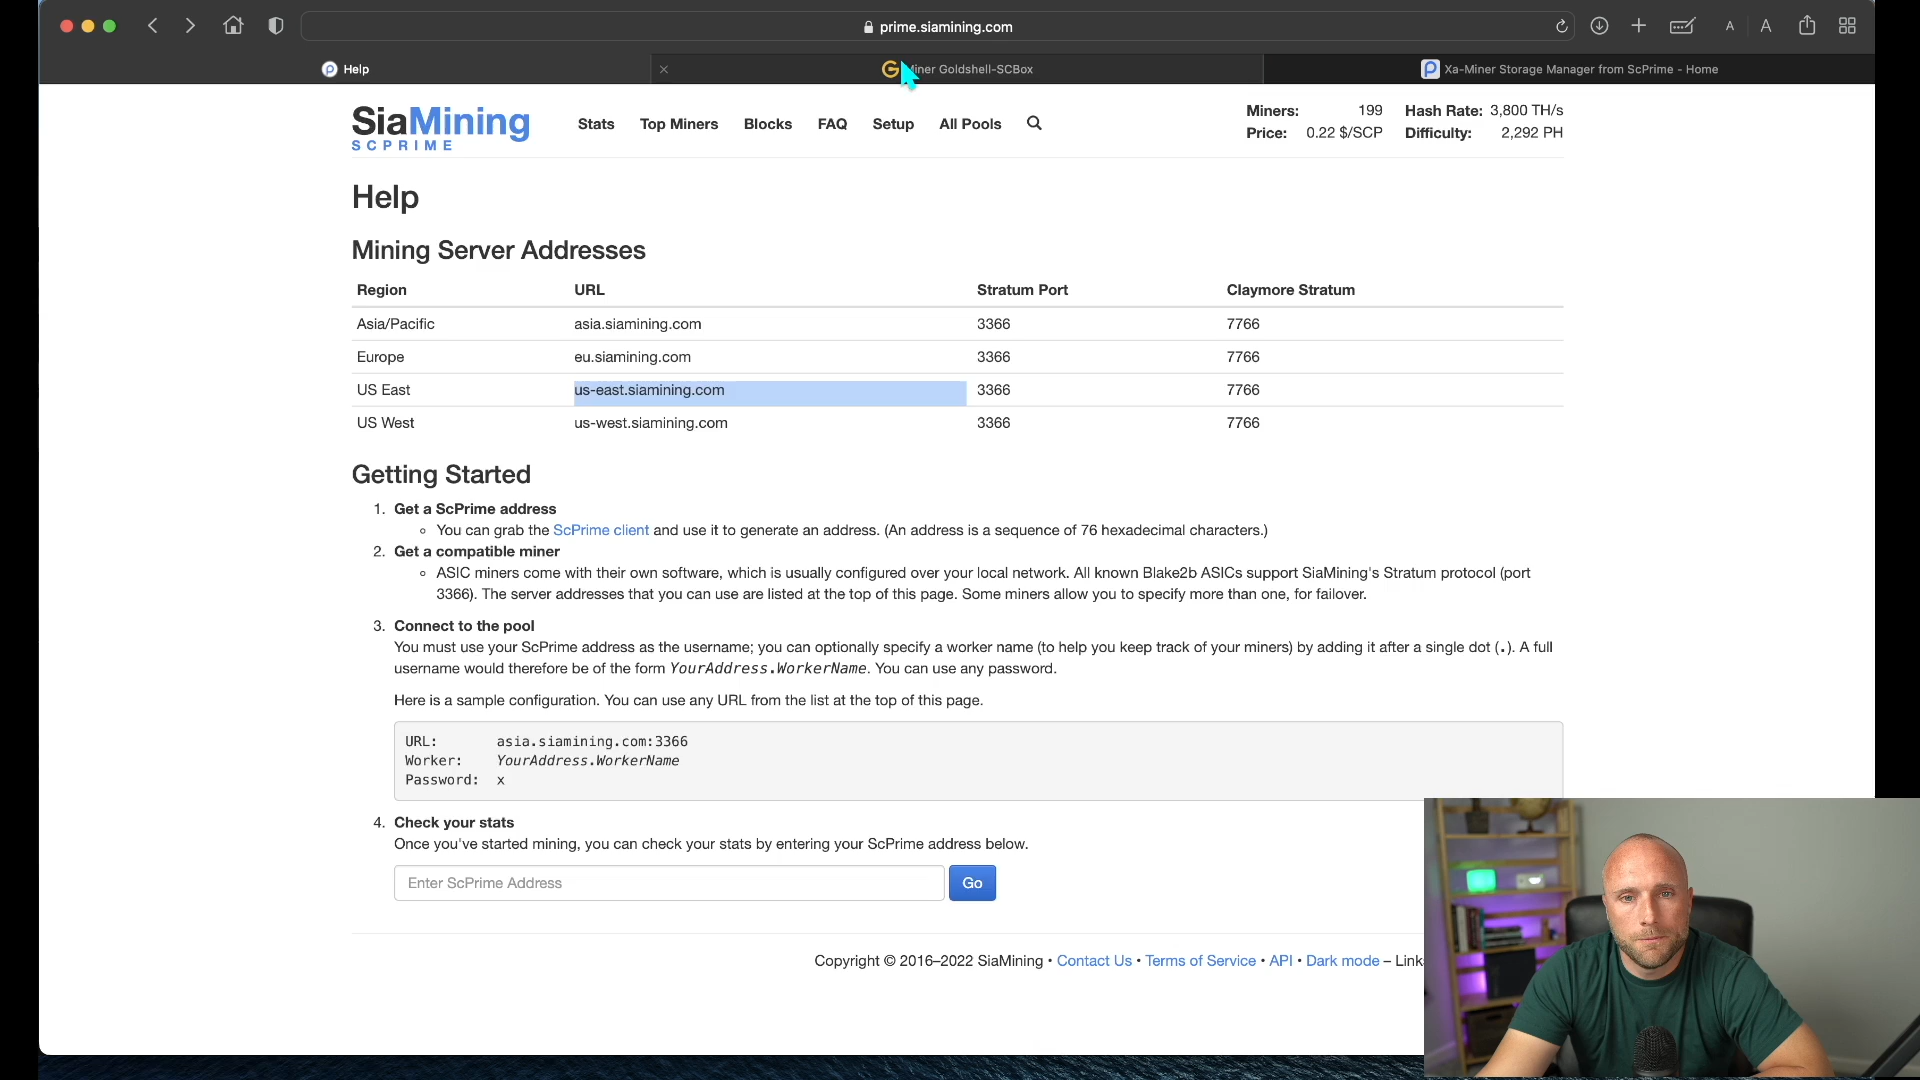 prime.siamining.com
A A
Help
Miner Goldshell-SCBox
Xa-Miner Storage Manager from ScPrime - Home
SiaMining
SCPRIME
Stats Top Miners Blocks FAQ Setup All Pools
Miners: 199 Hash Rate: 3,800 TH/s
Price: 0.22 $/SCP Difficulty: 2,292 PH
Help
Mining Server Addresses
Region URL Stratum Port Claymore Stratum
Asia/Pacific asia.siamining.com 3366 7766
Europe eu.siamining.com 3366 7766
US East us-east.siamining.com 3366 7766
US West us-west.siamining.com 3366 7766
Getting Started
1. Get a ScPrime address
You can grab the ScPrime client and use it to generate an address. (An address is a sequence of 76 hexadecimal characters.)
2. Get a compatible miner
ASIC miners come with their own software, which is usually configured over your local network. All known Blake2b ASICs support SiaMining's Stratum protocol (port
3366). The server addresses that you can use are listed at the top of this page. Some miners allow you to specify more than one, for failover.
3. Connect to the pool
You must use your ScPrime address as the username; you can optionally specify a worker name (to help you keep track of your miners) by adding it after a single dot (.). A full
username would therefore be of the form YourAddress.WorkerName. You can use any password.
Here is a sample configuration. You can use any URL from the list at the top of this page.
URL: asia.siamining.com:3366
Worker: YourAddress.WorkerName
Password: x
4. Check your stats
Once you've started mining, you can check your stats by entering your ScPrime address below.
Enter ScPrime Address Go
Copyright © 2016–2022 SiaMining • Contact Us • Terms of Service • API • Dark mode – Link